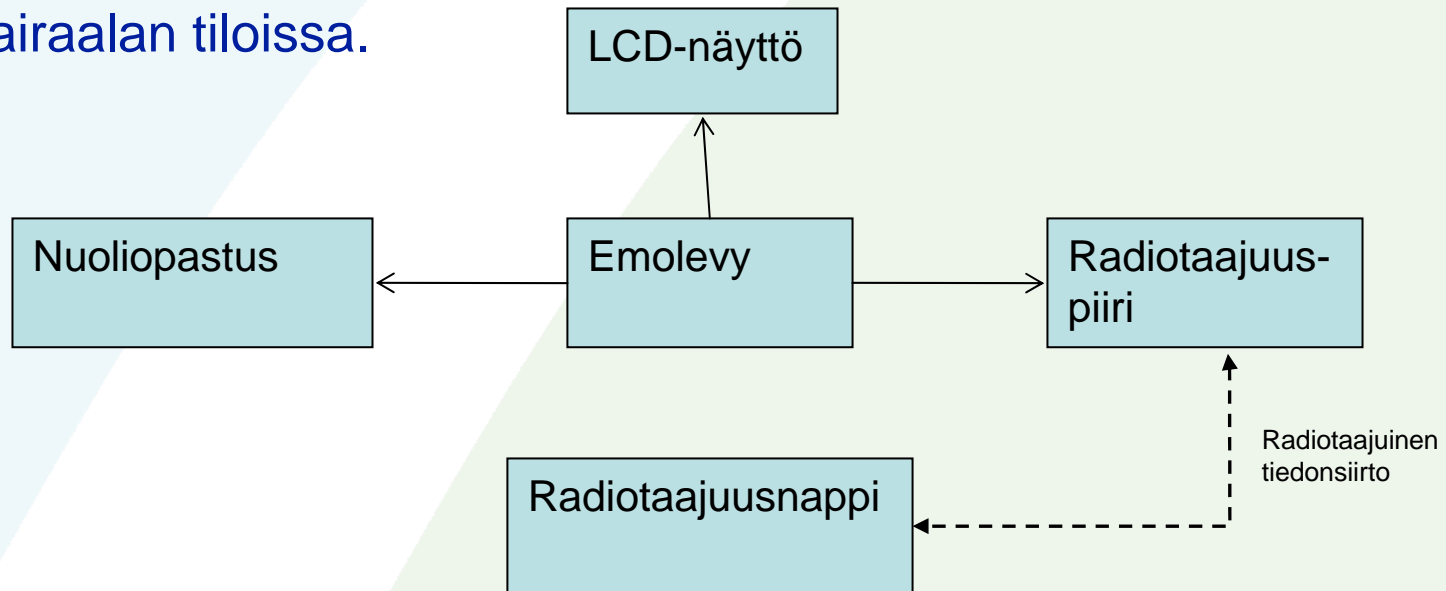 airaalan tiloissa.
LCD-näyttö
Nuoliopastus
Emolevy
Radiotaajuus-
piiri
Radiotaajuinen
tiedonsiirto
Radiotaajuusnappi